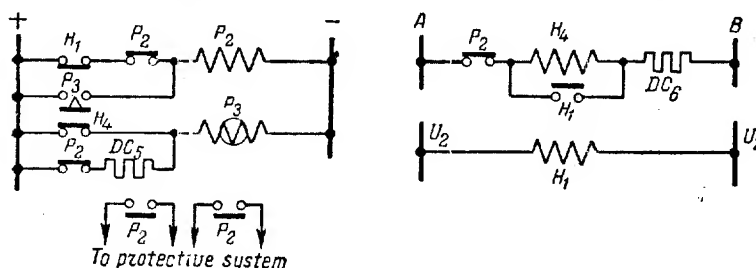 + − A B
H₁ P₂ P₂ P₂ H₄
P₃ DC₆
H₄ H₁
P₃
P₂ DC₅ U₂ U₂
H₁
P₂ P₂
To protective system